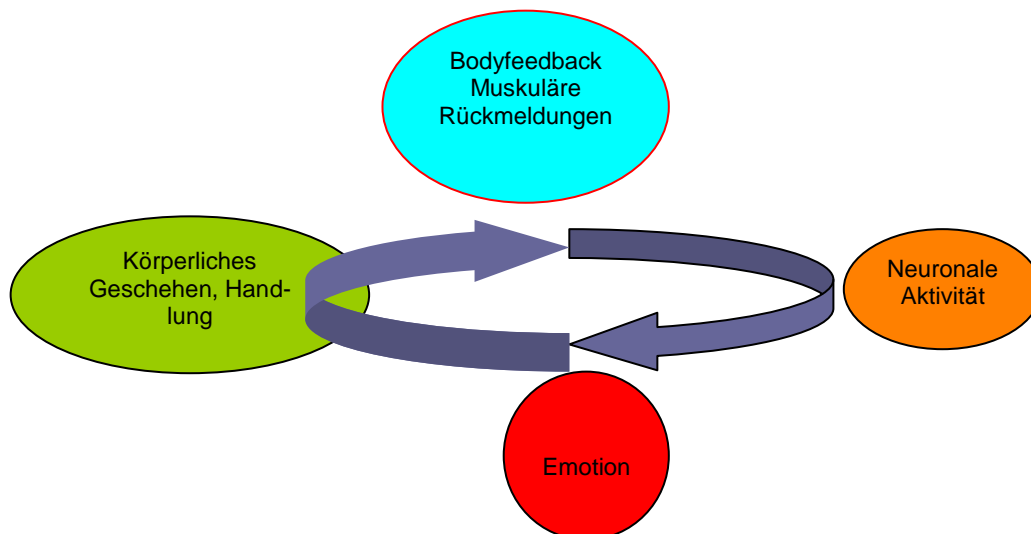 Bodyfeedback
Muskuläre
Rückmeldungen
Körperliches
Geschehen, Hand-
lung
Neuronale
Aktivität
Emotion